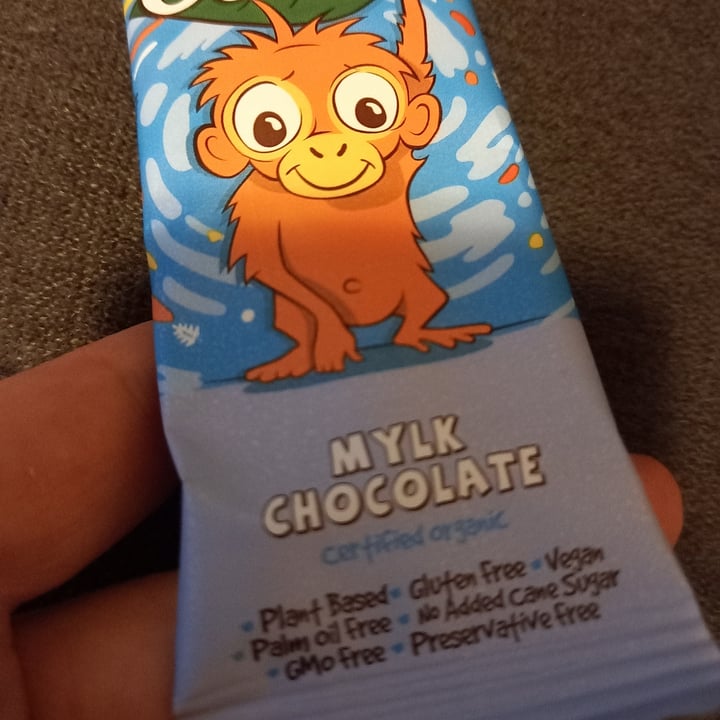 MYLK
CHOCOLATE
certified organic
• Plant Based • Gluten Free • Vegan
• Palm oil Free • No Added Cane Sugar
• GMO Free • Preservative Free